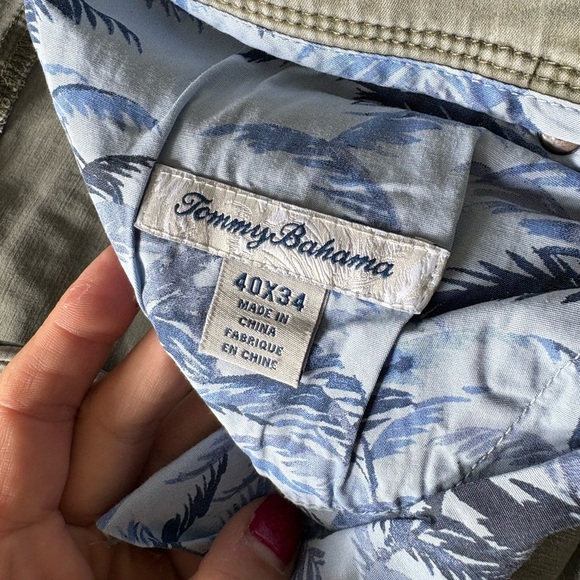 Tommy Bahama
40X34
MADE IN
CHINA
FABRIQUE
EN CHINE